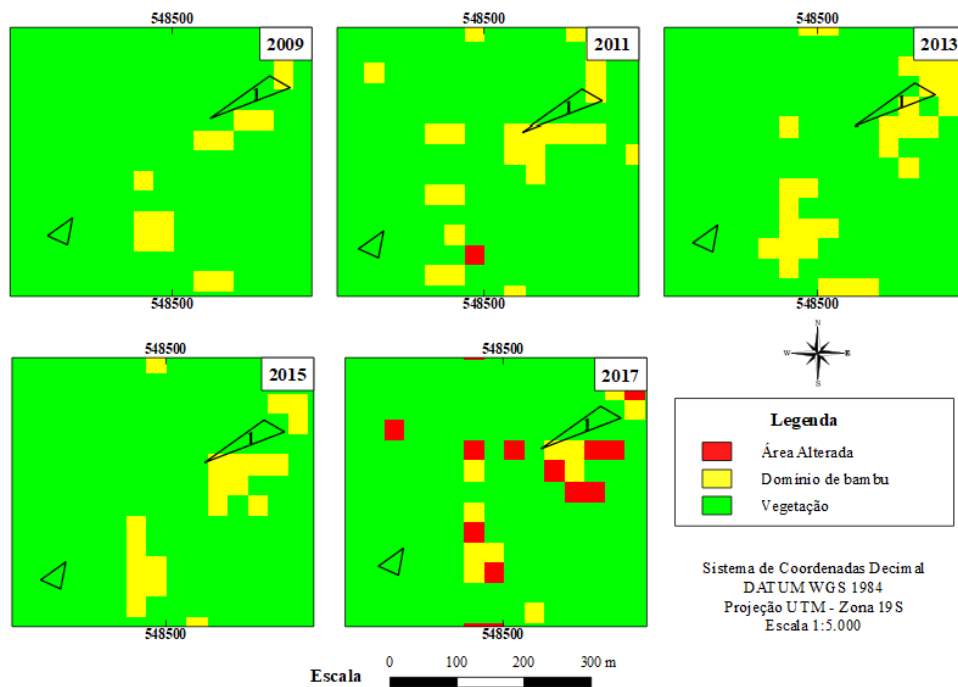 548500
548500
548500
2009
2011
2013
1
1
1
548500
548500
548500
548500
548500
2015
2017
1
1
N
W
E
S
Legenda
Área Alterada
Domínio de bambu
Vegetação
548500
548500
Sistema de Coordenadas Decimal
DATUM WGS 1984
Projeção UTM - Zona 19S
Escala 1:5.000
Escala
0
100
200
300 m